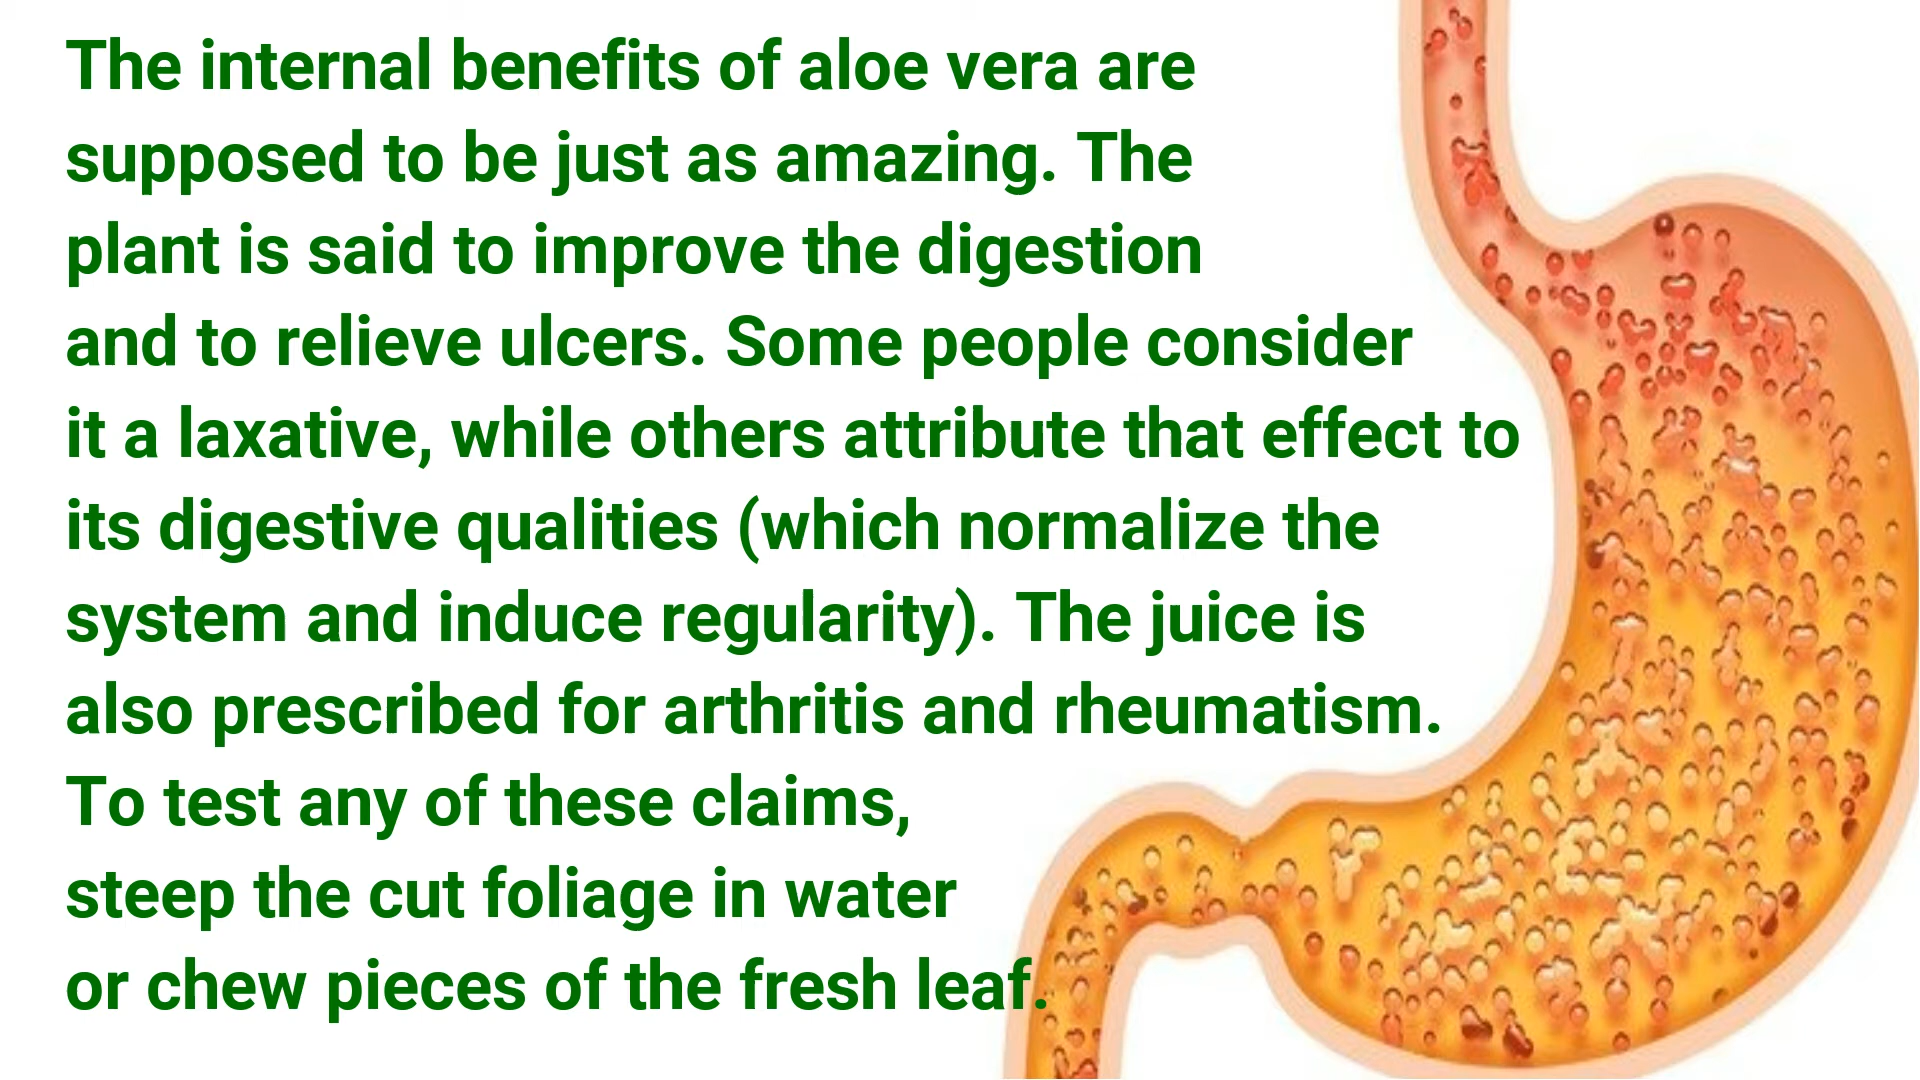 The internal benefits of aloe vera are
supposed to be just as amazing. The
plant is said to improve the digestion
and to relieve ulcers. Some people consider
it a laxative, while others attribute that effect to
its digestive qualities (which normalize the
system and induce regularity). The juice is
also prescribed for arthritis and rheumatism.
To test any of these claims,
steep the cut foliage in water
or chew pieces of the fresh leaf.